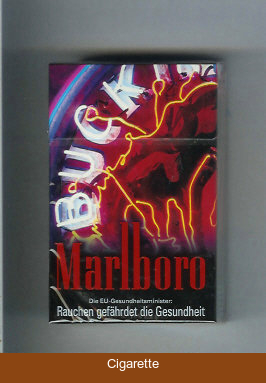 BUCK
Marlboro
Die EU-Gesundheitsminister:
Rauchen gefährdet die Gesundheit
Cigarette